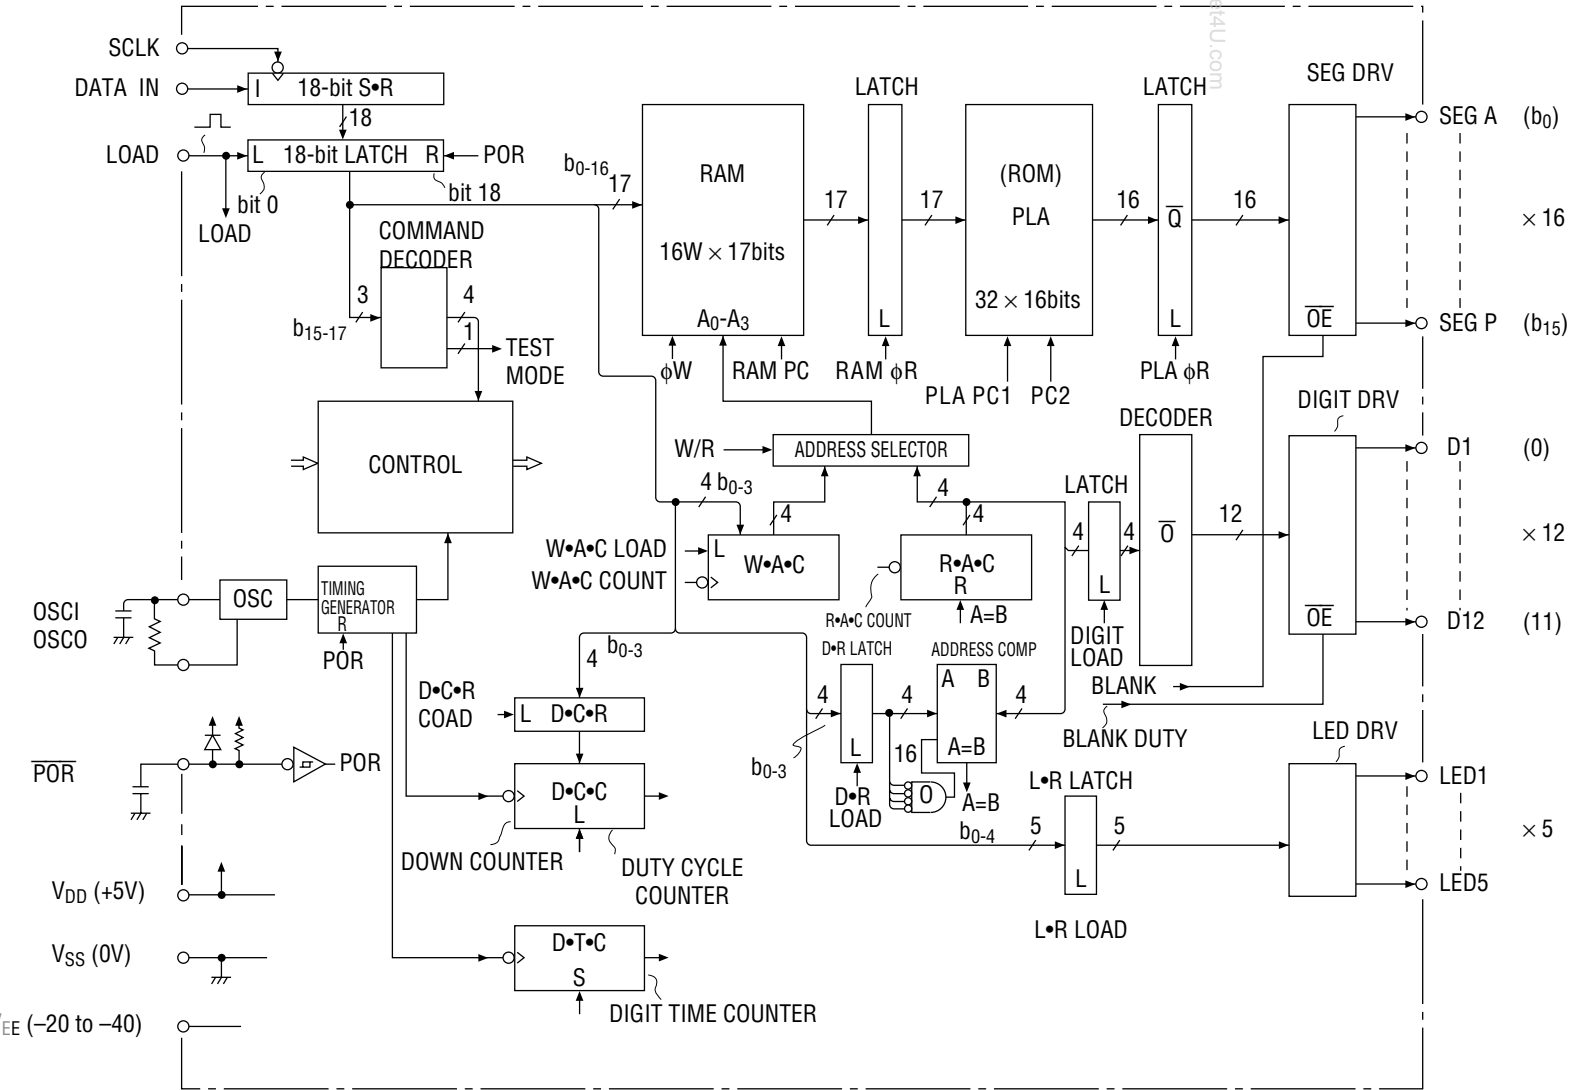 et4U.com
SCLK
DATA IN
I 18-bit S•R
18
LOAD
L 18-bit LATCH R
POR
bit 0
bit 18
LOAD
COMMAND
DECODER
3
4
1
b15-17
TEST
MODE
CONTROL
b0-16
17
RAM
16W × 17bits
A0-A3
ϕW
RAM PC
17
LATCH
L
RAM ϕR
17
(ROM)
PLA
32 × 16bits
PLA PC1
PC2
16
LATCH
Q
L
PLA ϕR
16
SEG DRV
OE
SEG A (b0)
× 16
SEG P (b15)
W/R
ADDRESS SELECTOR
4 b0-3
4
4
4
W•A•C LOAD
W•A•C COUNT
L
W•A•C
R•A•C
R
R•A•C COUNT
A=B
LATCH
4
4
L
DIGIT
LOAD
DECODER
O
12
DIGIT DRV
OE
D1 (0)
× 12
D12 (11)
BLANK
BLANK DUTY
OSCI
OSCO
OSC
TIMING
GENERATOR
R
POR
POR
POR
b0-3
4
D•C•R
COAD
L D•C•R
D•C•C
L
DOWN COUNTER
DUTY CYCLE
COUNTER
D•R LATCH
4
L
b0-3
D•R
LOAD
4
ADDRESS COMP
A B
A=B
4
16
O
A=B
L•R LATCH
b0-4
5
L
5
L•R LOAD
LED DRV
LED1
× 5
LED5
VDD (+5V)
VSS (0V)
EE (–20 to –40)
D•T•C
S
DIGIT TIME COUNTER